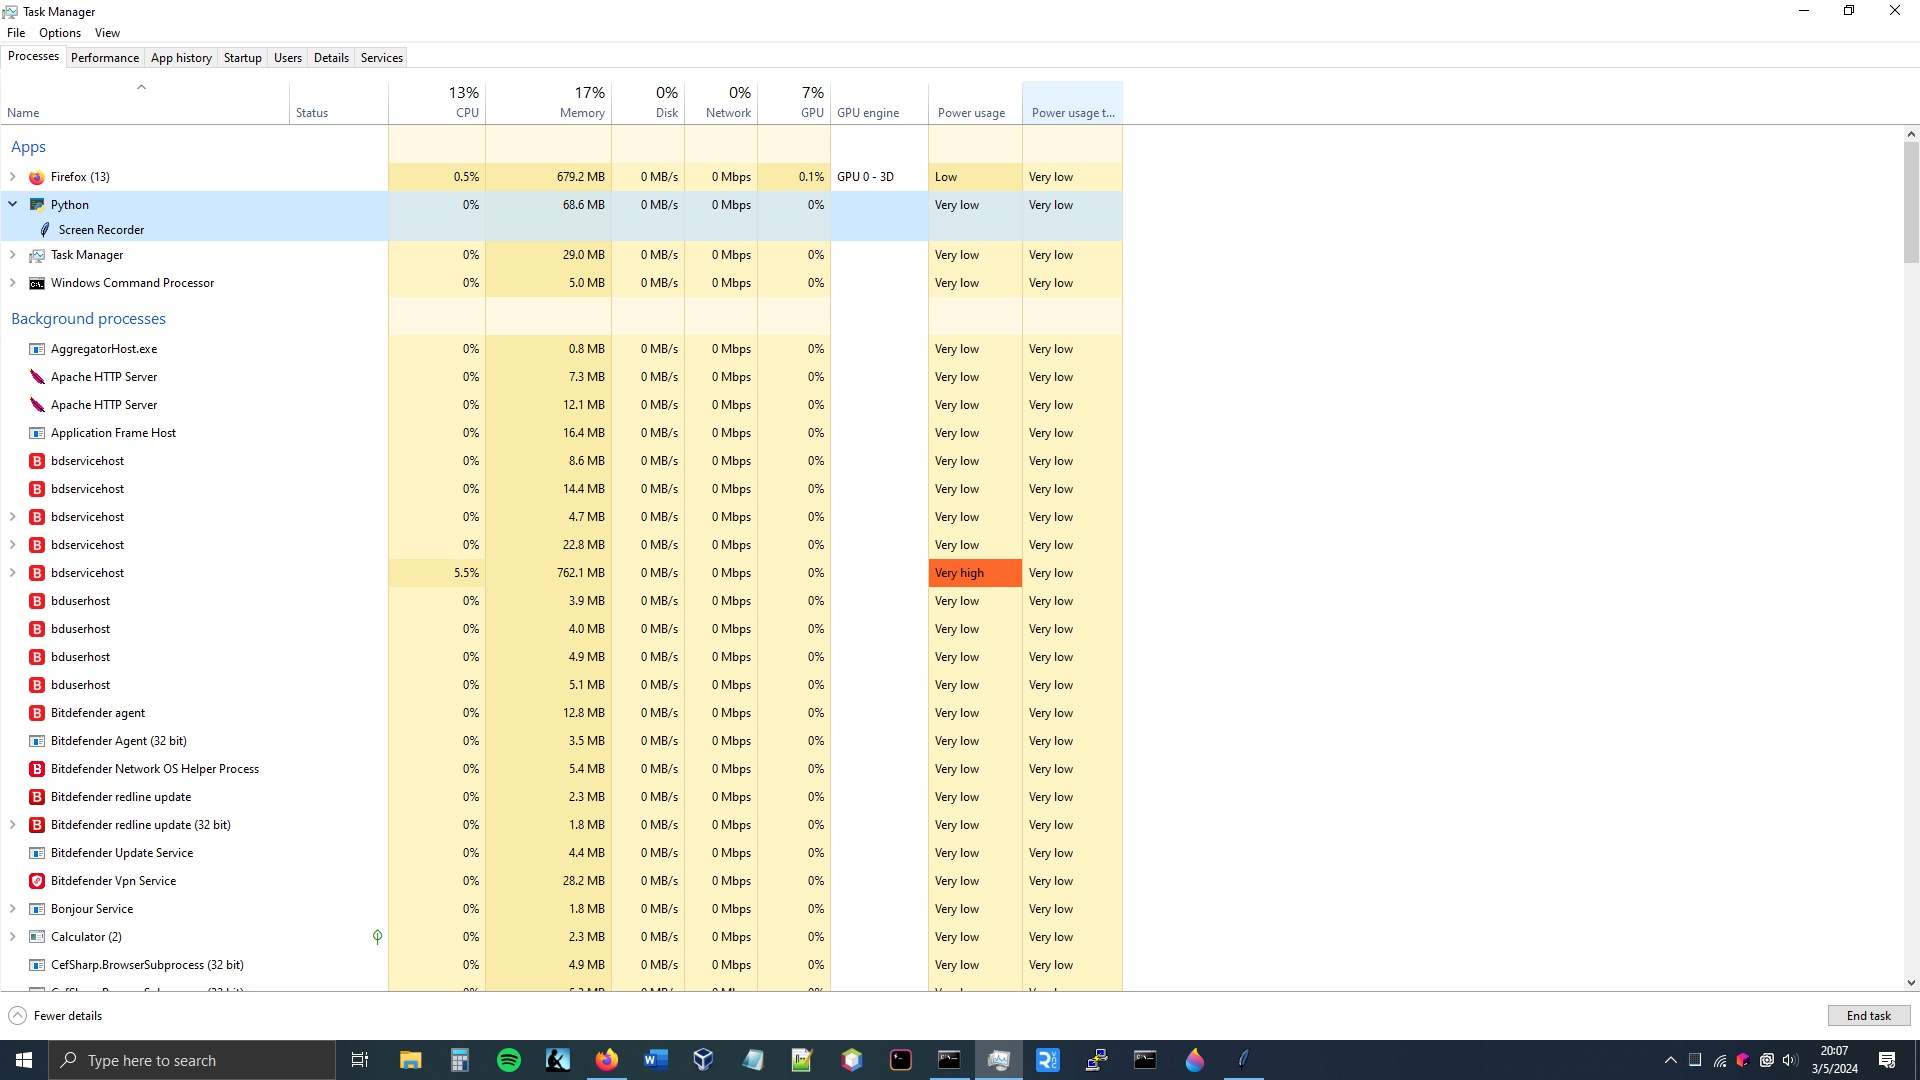 Task Manager
File Options View
Processes Performance App history Startup Users Details Services
13% 17% 0% 0% 7%
Name Status CPU Memory Disk Network GPU GPU engine Power usage Power usage t...
Apps
Firefox (13) 0.5% 679.2 MB 0 MB/s 0 Mbps 0.1% GPU 0 - 3D Low Very low
Python 0% 68.6 MB 0 MB/s 0 Mbps 0% Very low Very low
Screen Recorder
Task Manager 0% 29.0 MB 0 MB/s 0 Mbps 0% Very low Very low
Windows Command Processor 0% 5.0 MB 0 MB/s 0 Mbps 0% Very low Very low
Background processes
AggregatorHost.exe 0% 0.8 MB 0 MB/s 0 Mbps 0% Very low Very low
Apache HTTP Server 0% 7.3 MB 0 MB/s 0 Mbps 0% Very low Very low
Apache HTTP Server 0% 12.1 MB 0 MB/s 0 Mbps 0% Very low Very low
Application Frame Host 0% 16.4 MB 0 MB/s 0 Mbps 0% Very low Very low
bdservicehost 0% 8.6 MB 0 MB/s 0 Mbps 0% Very low Very low
bdservicehost 0% 14.4 MB 0 MB/s 0 Mbps 0% Very low Very low
bdservicehost 0% 4.7 MB 0 MB/s 0 Mbps 0% Very low Very low
bdservicehost 0% 22.8 MB 0 MB/s 0 Mbps 0% Very low Very low
bdservicehost 5.5% 762.1 MB 0 MB/s 0 Mbps 0% Very high Very low
bduserhost 0% 3.9 MB 0 MB/s 0 Mbps 0% Very low Very low
bduserhost 0% 4.0 MB 0 MB/s 0 Mbps 0% Very low Very low
bduserhost 0% 4.9 MB 0 MB/s 0 Mbps 0% Very low Very low
bduserhost 0% 5.1 MB 0 MB/s 0 Mbps 0% Very low Very low
Bitdefender agent 0% 12.8 MB 0 MB/s 0 Mbps 0% Very low Very low
Bitdefender Agent (32 bit) 0% 3.5 MB 0 MB/s 0 Mbps 0% Very low Very low
Bitdefender Network OS Helper Process 0% 5.4 MB 0 MB/s 0 Mbps 0% Very low Very low
Bitdefender redline update 0% 2.3 MB 0 MB/s 0 Mbps 0% Very low Very low
Bitdefender redline update (32 bit) 0% 1.8 MB 0 MB/s 0 Mbps 0% Very low Very low
Bitdefender Update Service 0% 4.4 MB 0 MB/s 0 Mbps 0% Very low Very low
Bitdefender Vpn Service 0% 28.2 MB 0 MB/s 0 Mbps 0% Very low Very low
Bonjour Service 0% 1.8 MB 0 MB/s 0 Mbps 0% Very low Very low
Calculator (2) 0% 2.3 MB 0 MB/s 0 Mbps 0% Very low Very low
CefSharp.BrowserSubprocess (32 bit) 0% 4.9 MB 0 MB/s 0 Mbps 0% Very low Very low
Fewer details End task
Type here to search
20:07
3/5/2024